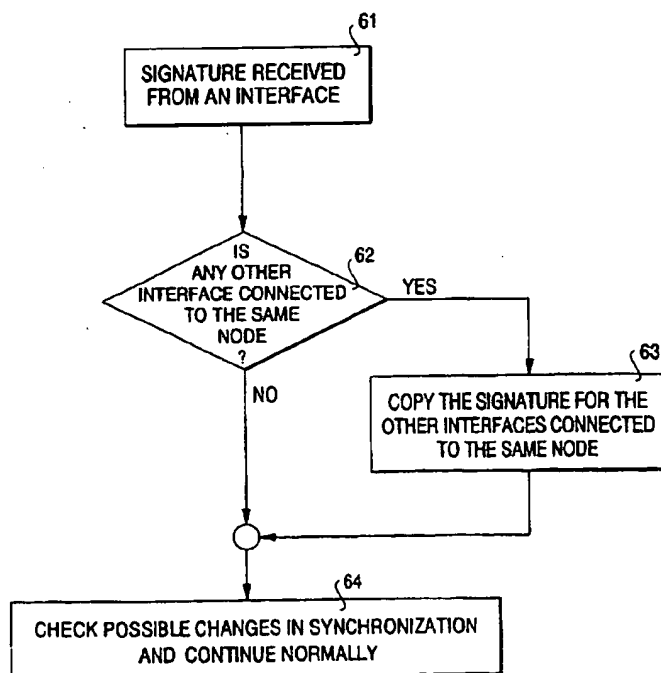 61
SIGNATURE RECEIVED
FROM AN INTERFACE
62
IS
ANY OTHER
INTERFACE CONNECTED
TO THE SAME
NODE
?
YES
NO
63
COPY THE SIGNATURE FOR THE
OTHER INTERFACES CONNECTED
TO THE SAME NODE
64
CHECK POSSIBLE CHANGES IN SYNCHRONIZATION
AND CONTINUE NORMALLY